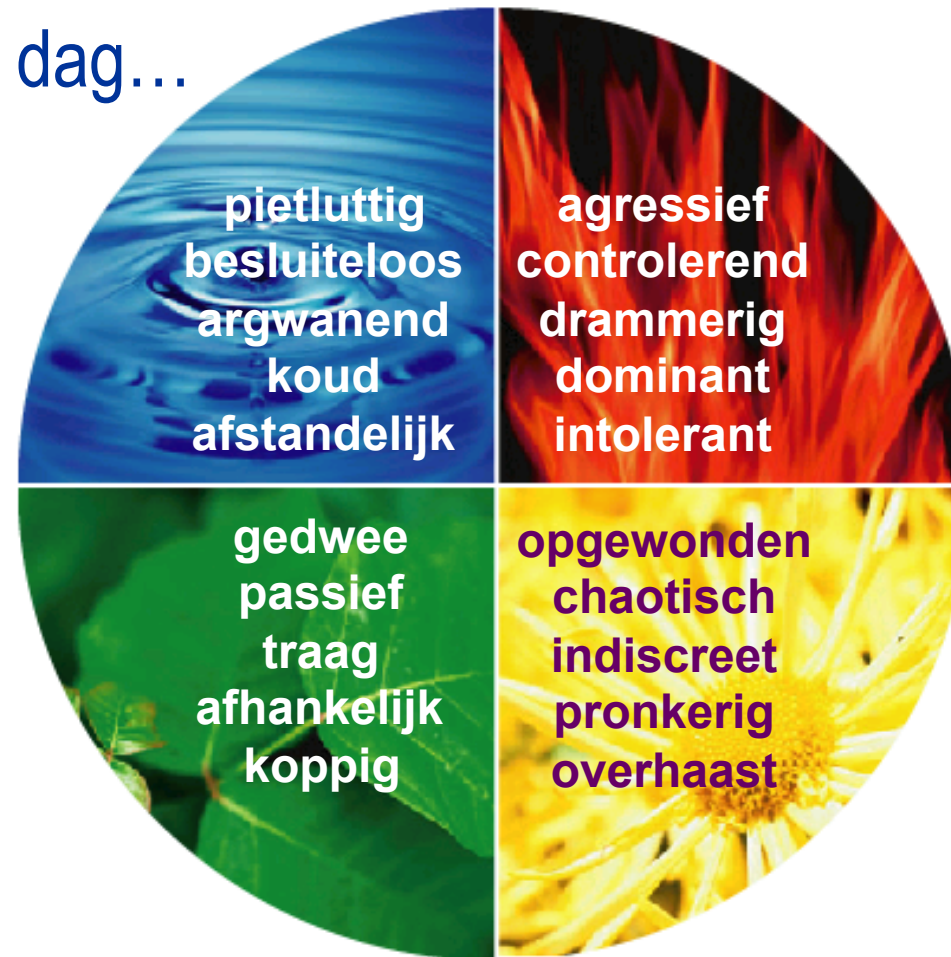 dag…
pietluttig
besluiteloos
argwanend
koud
afstandelijk
agressief
controlerend
drammerig
dominant
intolerant
gedwee
passief
traag
afhankelijk
koppig
opgewonden
chaotisch
indiscreet
pronkerig
overhaast